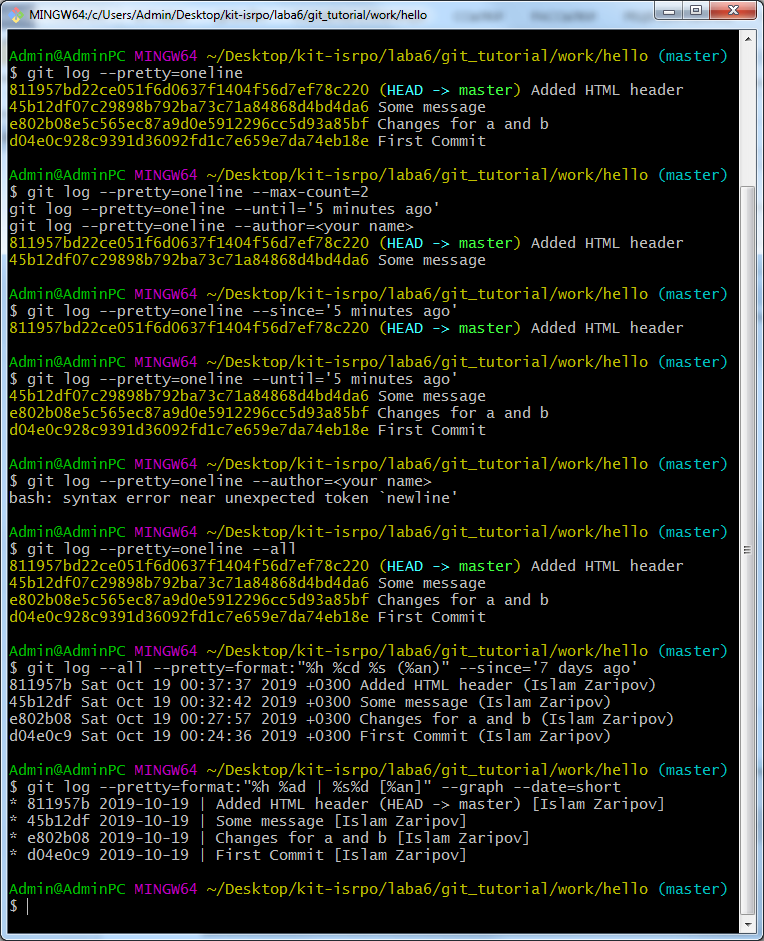 MINGW64:/c/Users/Admin/Desktop/kit-isrpo/laba6/git_tutorial/work/hello
Admin@AdminPC MINGW64 ~/Desktop/kit-isrpo/laba6/git_tutorial/work/hello (master)
$ git log --pretty=oneline
811957bd22ce051f6d0637f1404f56d7ef78c220 (HEAD -> master) Added HTML header
45b12df07c29898b792ba73c71a84868d4bd4da6 Some message
e802b08e5c565ec87a9d0e5912296cc5d93a85bf Changes for a and b
d04e0c928c9391d36092fd1c7e659e7da74eb18e First Commit
Admin@AdminPC MINGW64 ~/Desktop/kit-isrpo/laba6/git_tutorial/work/hello (master)
$ git log --pretty=oneline --max-count=2
git log --pretty=oneline --until='5 minutes ago'
git log --pretty=oneline --author=<your name>
811957bd22ce051f6d0637f1404f56d7ef78c220 (HEAD -> master) Added HTML header
45b12df07c29898b792ba73c71a84868d4bd4da6 Some message
Admin@AdminPC MINGW64 ~/Desktop/kit-isrpo/laba6/git_tutorial/work/hello (master)
$ git log --pretty=oneline --since='5 minutes ago'
811957bd22ce051f6d0637f1404f56d7ef78c220 (HEAD -> master) Added HTML header
Admin@AdminPC MINGW64 ~/Desktop/kit-isrpo/laba6/git_tutorial/work/hello (master)
$ git log --pretty=oneline --until='5 minutes ago'
45b12df07c29898b792ba73c71a84868d4bd4da6 Some message
e802b08e5c565ec87a9d0e5912296cc5d93a85bf Changes for a and b
d04e0c928c9391d36092fd1c7e659e7da74eb18e First Commit
Admin@AdminPC MINGW64 ~/Desktop/kit-isrpo/laba6/git_tutorial/work/hello (master)
$ git log --pretty=oneline --author=<your name>
bash: syntax error near unexpected token `newline'
Admin@AdminPC MINGW64 ~/Desktop/kit-isrpo/laba6/git_tutorial/work/hello (master)
$ git log --pretty=oneline --all
811957bd22ce051f6d0637f1404f56d7ef78c220 (HEAD -> master) Added HTML header
45b12df07c29898b792ba73c71a84868d4bd4da6 Some message
e802b08e5c565ec87a9d0e5912296cc5d93a85bf Changes for a and b
d04e0c928c9391d36092fd1c7e659e7da74eb18e First Commit
Admin@AdminPC MINGW64 ~/Desktop/kit-isrpo/laba6/git_tutorial/work/hello (master)
$ git log --all --pretty=format:"%h %cd %s (%an)" --since='7 days ago'
811957b Sat Oct 19 00:37:37 2019 +0300 Added HTML header (Islam Zaripov)
45b12df Sat Oct 19 00:32:42 2019 +0300 Some message (Islam Zaripov)
e802b08 Sat Oct 19 00:27:57 2019 +0300 Changes for a and b (Islam Zaripov)
d04e0c9 Sat Oct 19 00:24:36 2019 +0300 First Commit (Islam Zaripov)
Admin@AdminPC MINGW64 ~/Desktop/kit-isrpo/laba6/git_tutorial/work/hello (master)
$ git log --pretty=format:"%h %ad | %s%d [%an]" --graph --date=short
* 811957b 2019-10-19 | Added HTML header (HEAD -> master) [Islam Zaripov]
* 45b12df 2019-10-19 | Some message [Islam Zaripov]
* e802b08 2019-10-19 | Changes for a and b [Islam Zaripov]
* d04e0c9 2019-10-19 | First Commit [Islam Zaripov]
Admin@AdminPC MINGW64 ~/Desktop/kit-isrpo/laba6/git_tutorial/work/hello (master)
$